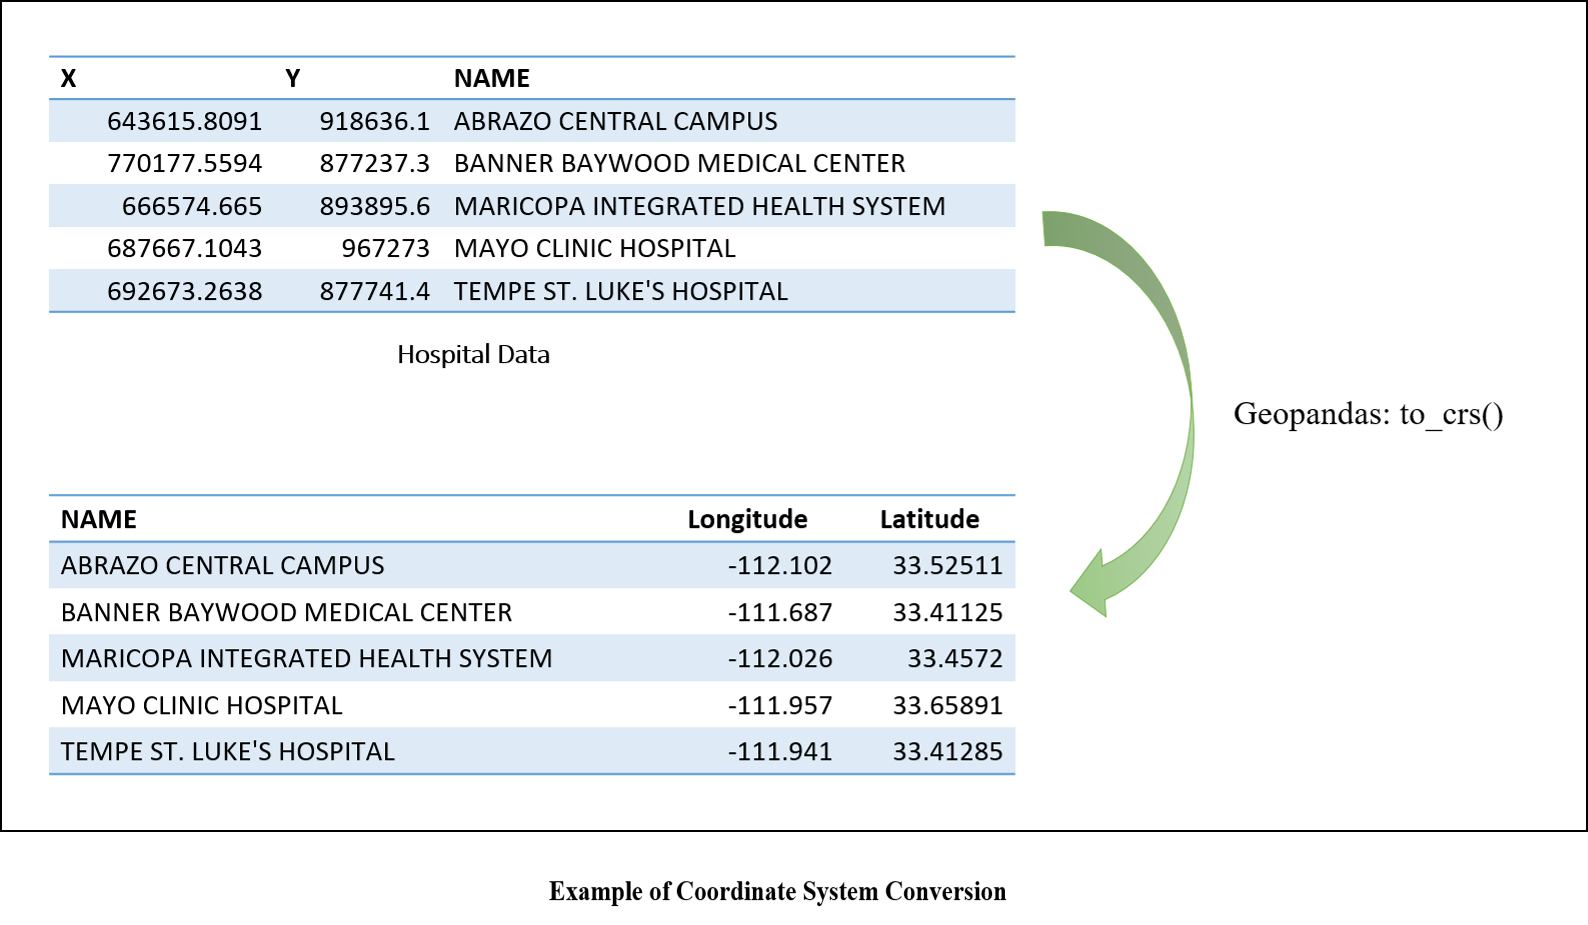 X Y NAME
643615.8091 918636.1 ABRAZO CENTRAL CAMPUS
770177.5594 877237.3 BANNER BAYWOOD MEDICAL CENTER
666574.665 893895.6 MARICOPA INTEGRATED HEALTH SYSTEM
687667.1043 967273 MAYO CLINIC HOSPITAL
692673.2638 877741.4 TEMPE ST. LUKE'S HOSPITAL
Hospital Data
Geopandas: to_crs()
NAME Longitude Latitude
ABRAZO CENTRAL CAMPUS -112.102 33.52511
BANNER BAYWOOD MEDICAL CENTER -111.687 33.41125
MARICOPA INTEGRATED HEALTH SYSTEM -112.026 33.4572
MAYO CLINIC HOSPITAL -111.957 33.65891
TEMPE ST. LUKE'S HOSPITAL -111.941 33.41285
Example of Coordinate System Conversion